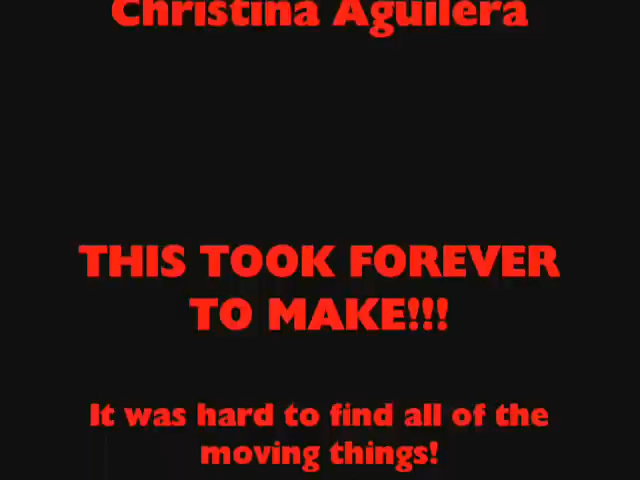 Christina Aguilera
THIS TOOK FOREVER
TO MAKE!!!
It was hard to find all of the
moving things!